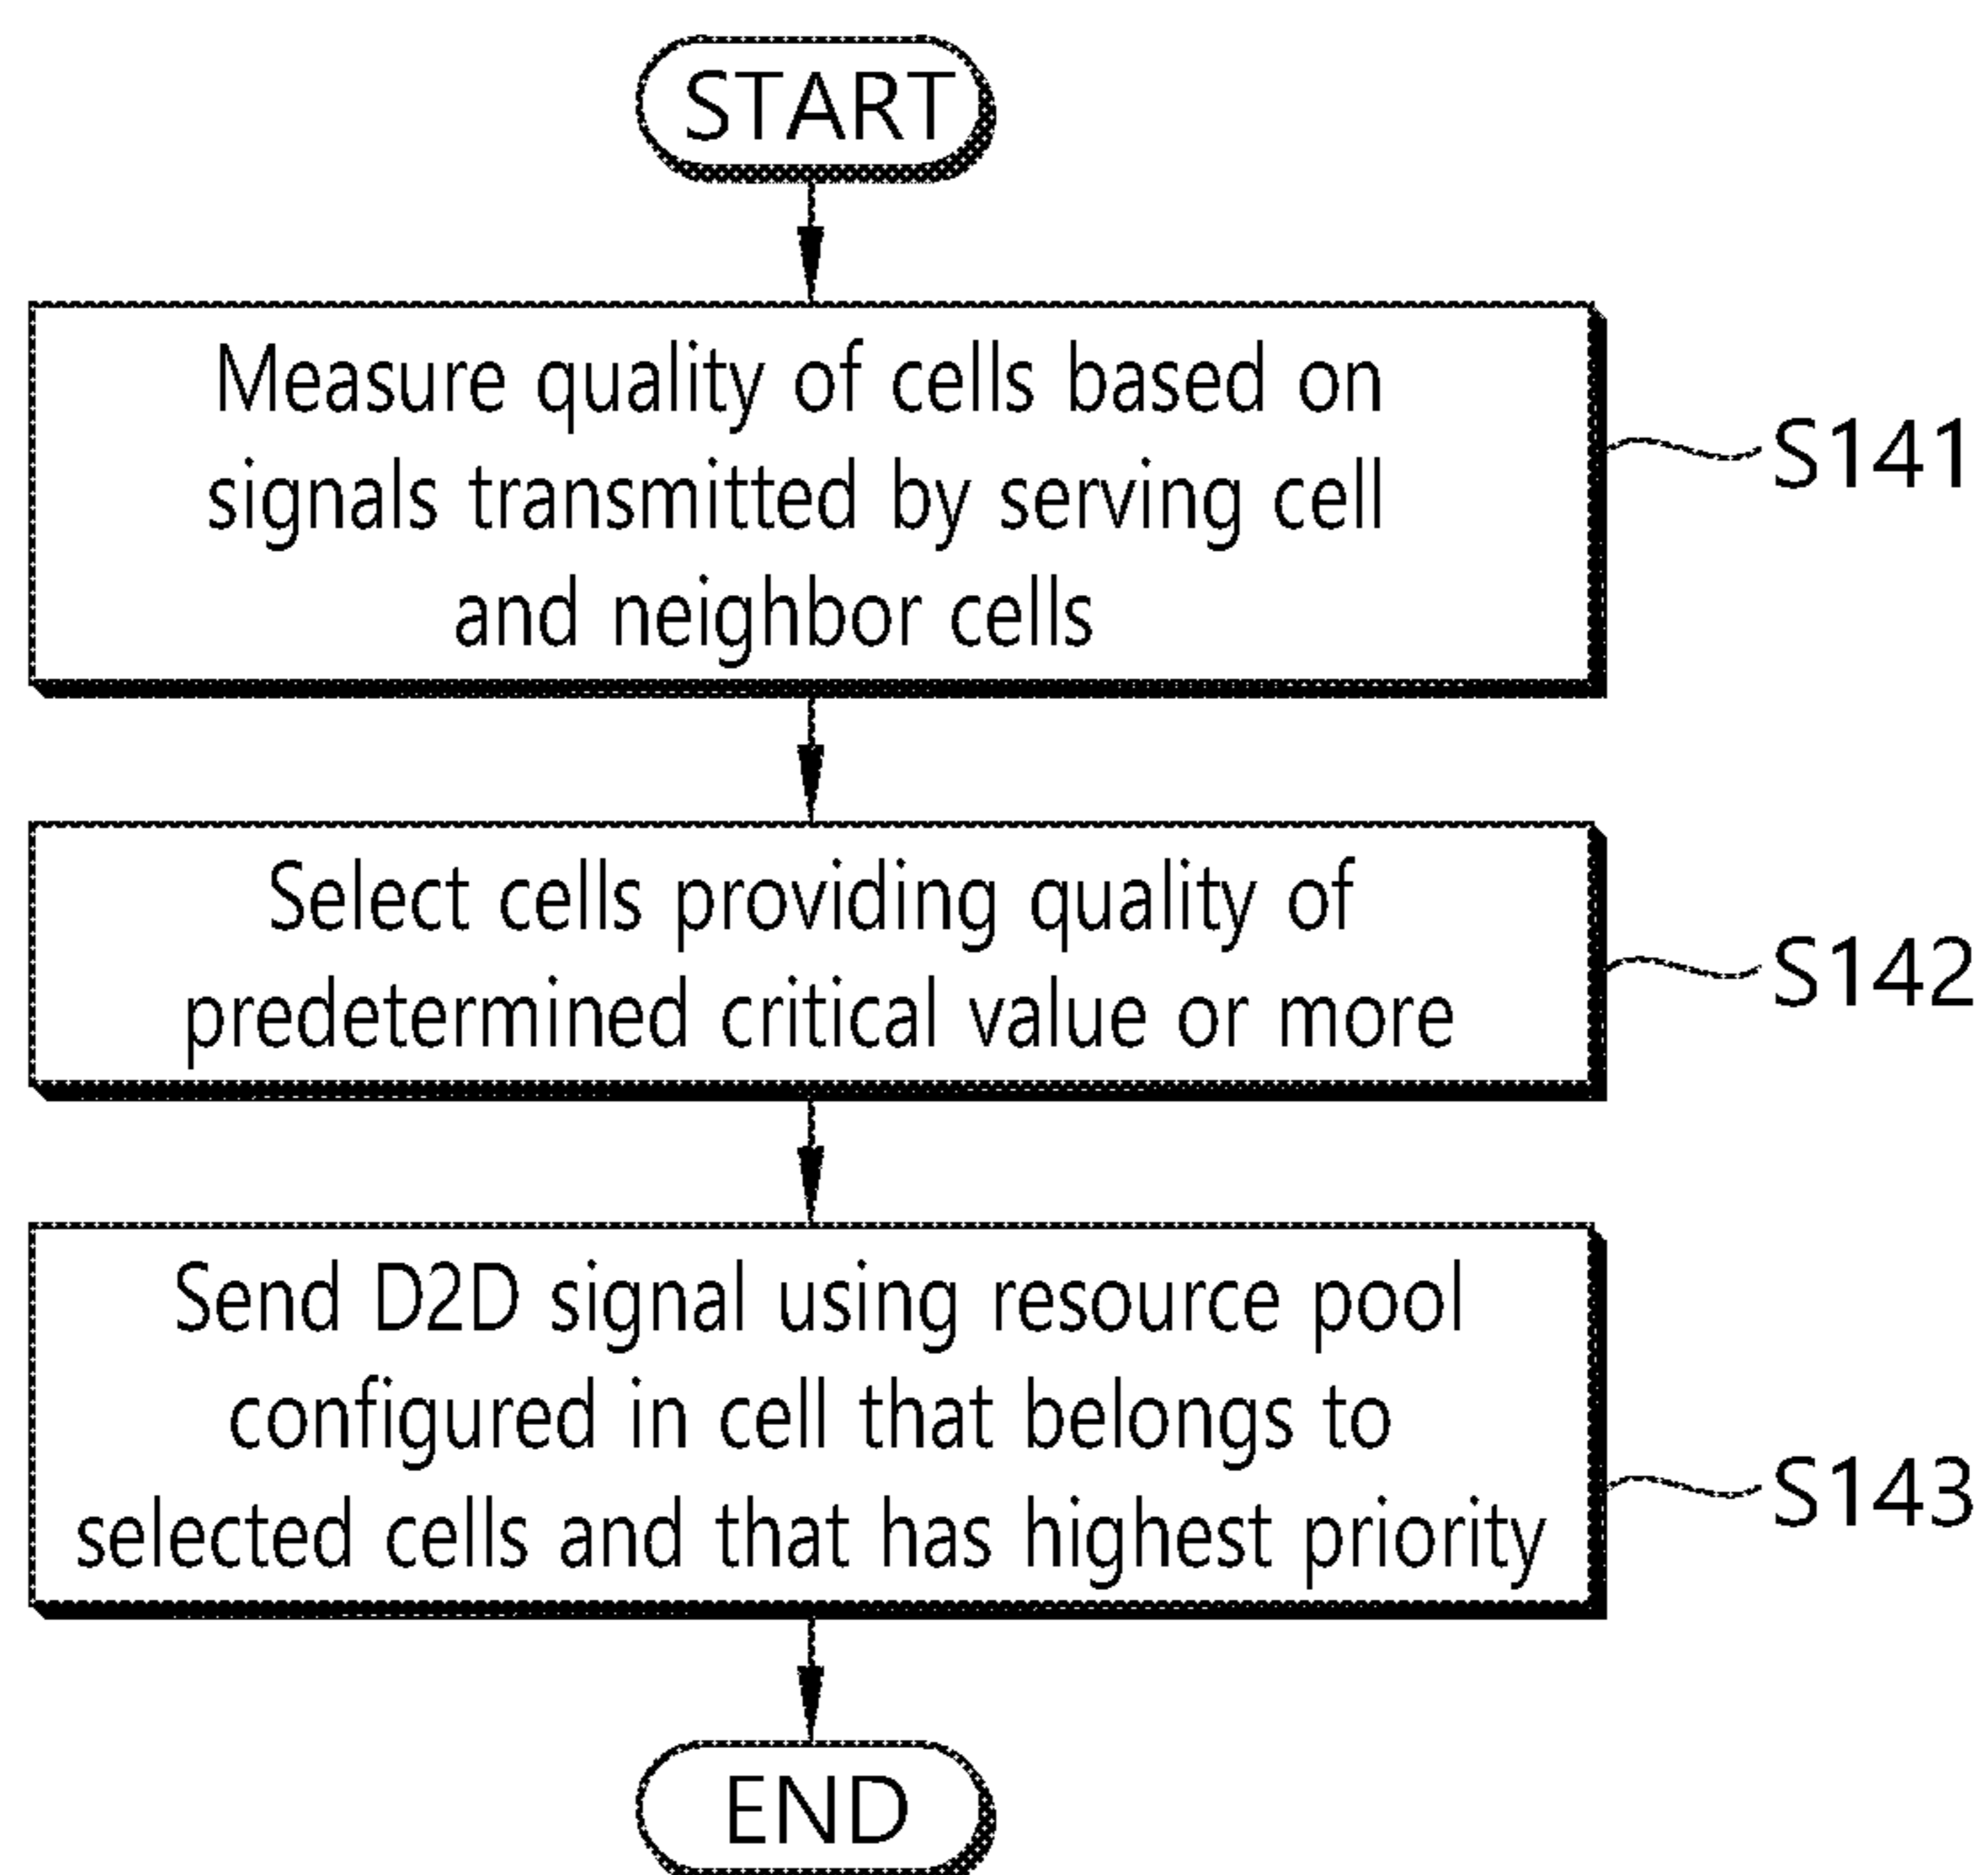 START
Measure quality of cells based on
signals transmitted by serving cell
and neighbor cells
S141
Select cells providing quality of
predetermined critical value or more
S142
Send D2D signal using resource pool
configured in cell that belongs to
selected cells and that has highest priority
S143
END